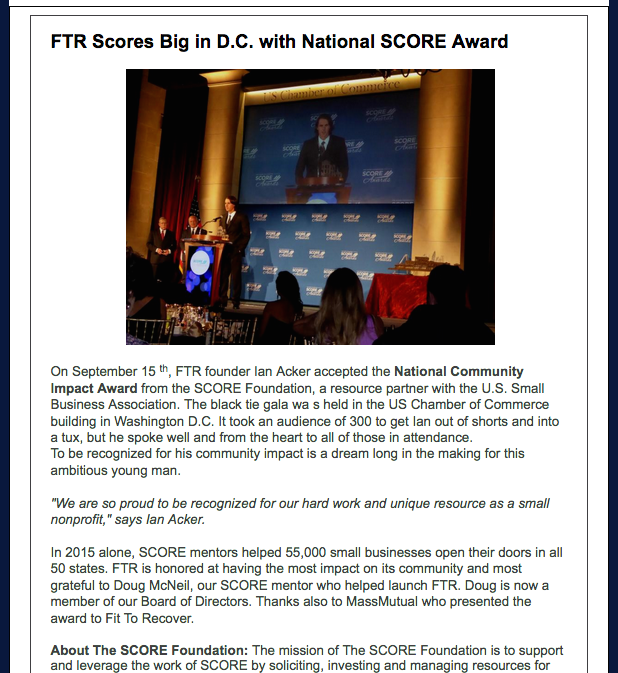 FTR Scores Big in D.C. with National SCORE Award
US Chamber of Commerce
On September 15 th, FTR founder Ian Acker accepted the National Community
Impact Award from the SCORE Foundation, a resource partner with the U.S. Small
Business Association. The black tie gala wa s held in the US Chamber of Commerce
building in Washington D.C. It took an audience of 300 to get Ian out of shorts and into
a tux, but he spoke well and from the heart to all of those in attendance.
To be recognized for his community impact is a dream long in the making for this
ambitious young man.
"We are so proud to be recognized for our hard work and unique resource as a small
nonprofit," says Ian Acker.
In 2015 alone, SCORE mentors helped 55,000 small businesses open their doors in all
50 states. FTR is honored at having the most impact on its community and most
grateful to Doug McNeil, our SCORE mentor who helped launch FTR. Doug is now a
member of our Board of Directors. Thanks also to MassMutual who presented the
award to Fit To Recover.
About The SCORE Foundation: The mission of The SCORE Foundation is to support
and leverage the work of SCORE by soliciting, investing and managing resources for